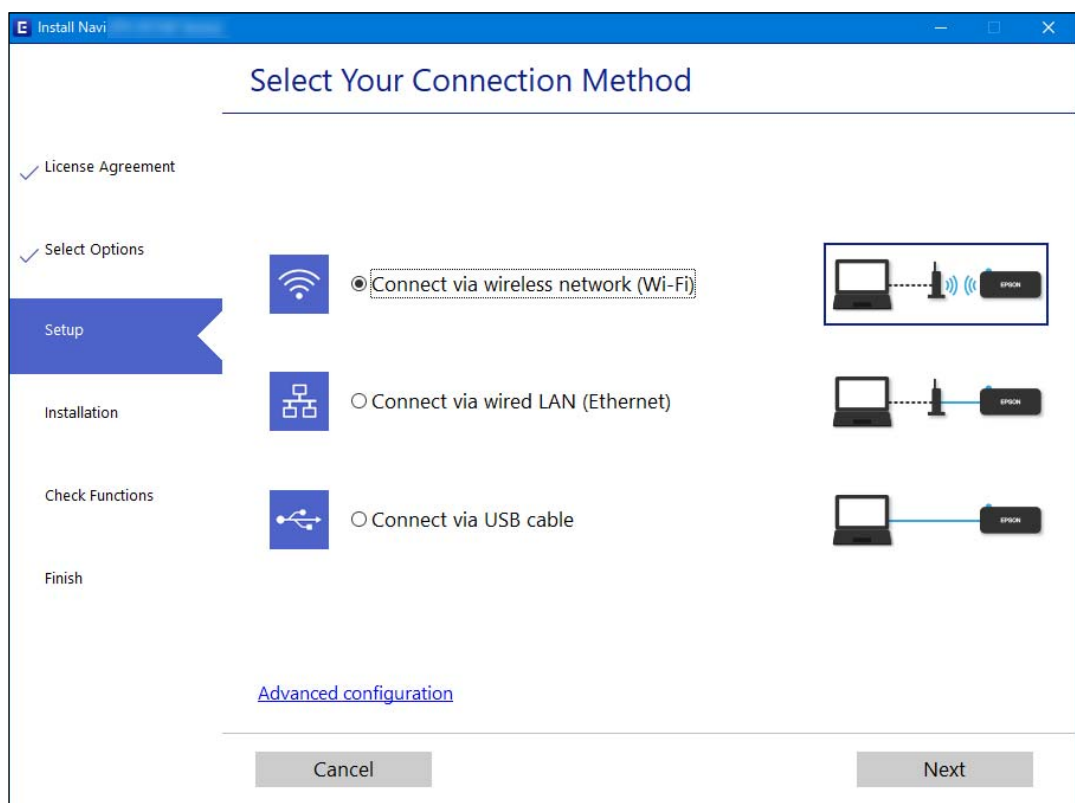 E Install Navi
Select Your Connection Method
License Agreement
Select Options
Setup
Installation
Check Functions
Finish
Connect via wireless network (Wi-Fi)
EPSON
Connect via wired LAN (Ethernet)
EPSON
Connect via USB cable
EPSON
Advanced configuration
Cancel
Next